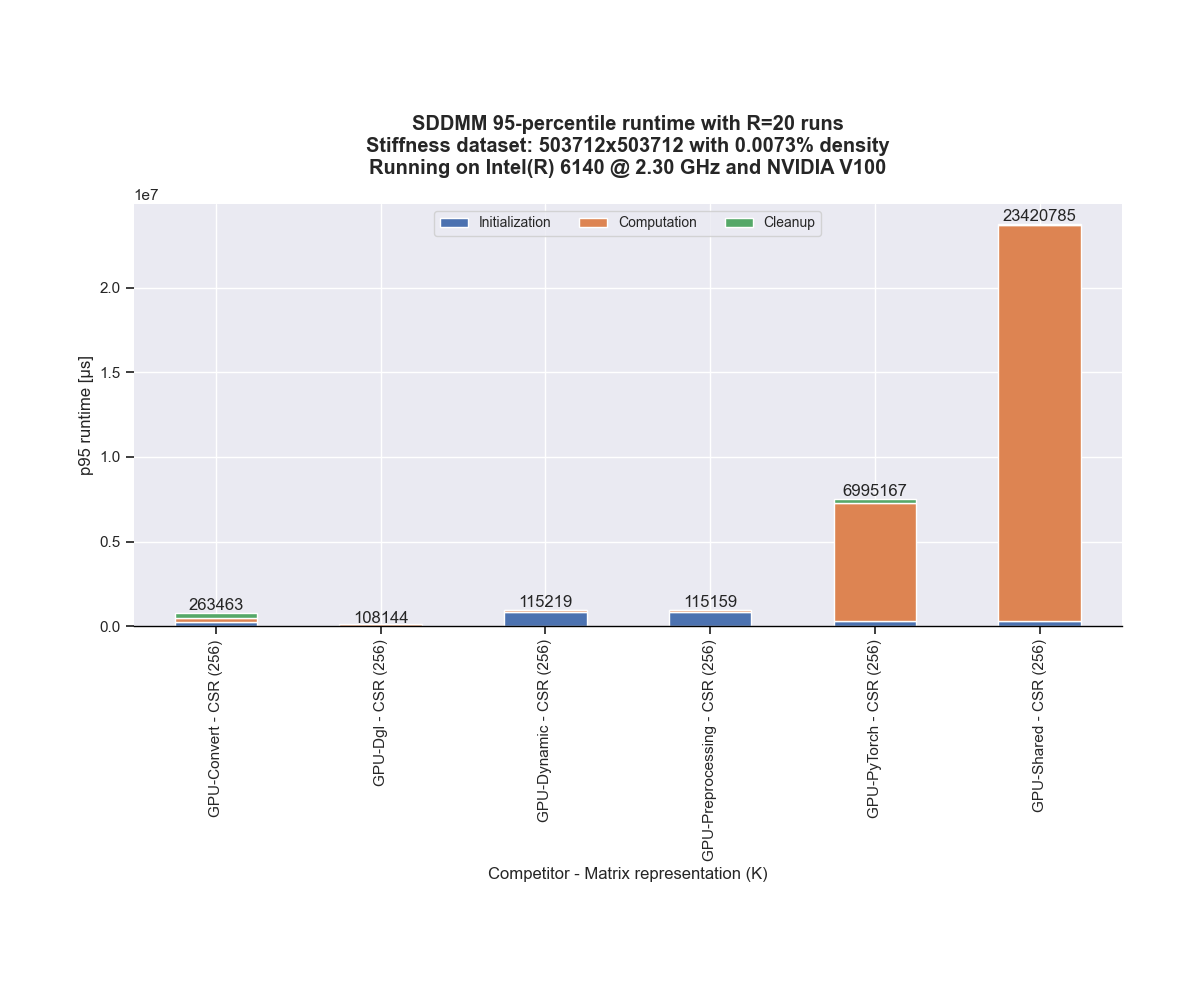 SDDMM 95-percentile runtime with R=20 runs
Stiffness dataset: 503712x503712 with 0.0073% density
Running on Intel(R) 6140 @ 2.30 GHz and NVIDIA V100
1e7
Initialization Computation Cleanup
23420785
2.0
1.5
p95 runtime [µs]
1.0
6995167
0.5
263463
108144
115219
115159
0.0
GPU-Convert - CSR (256)
GPU-Dgl - CSR (256)
GPU-Dynamic - CSR (256)
GPU-Preprocessing - CSR (256)
GPU-PyTorch - CSR (256)
GPU-Shared - CSR (256)
Competitor - Matrix representation (K)